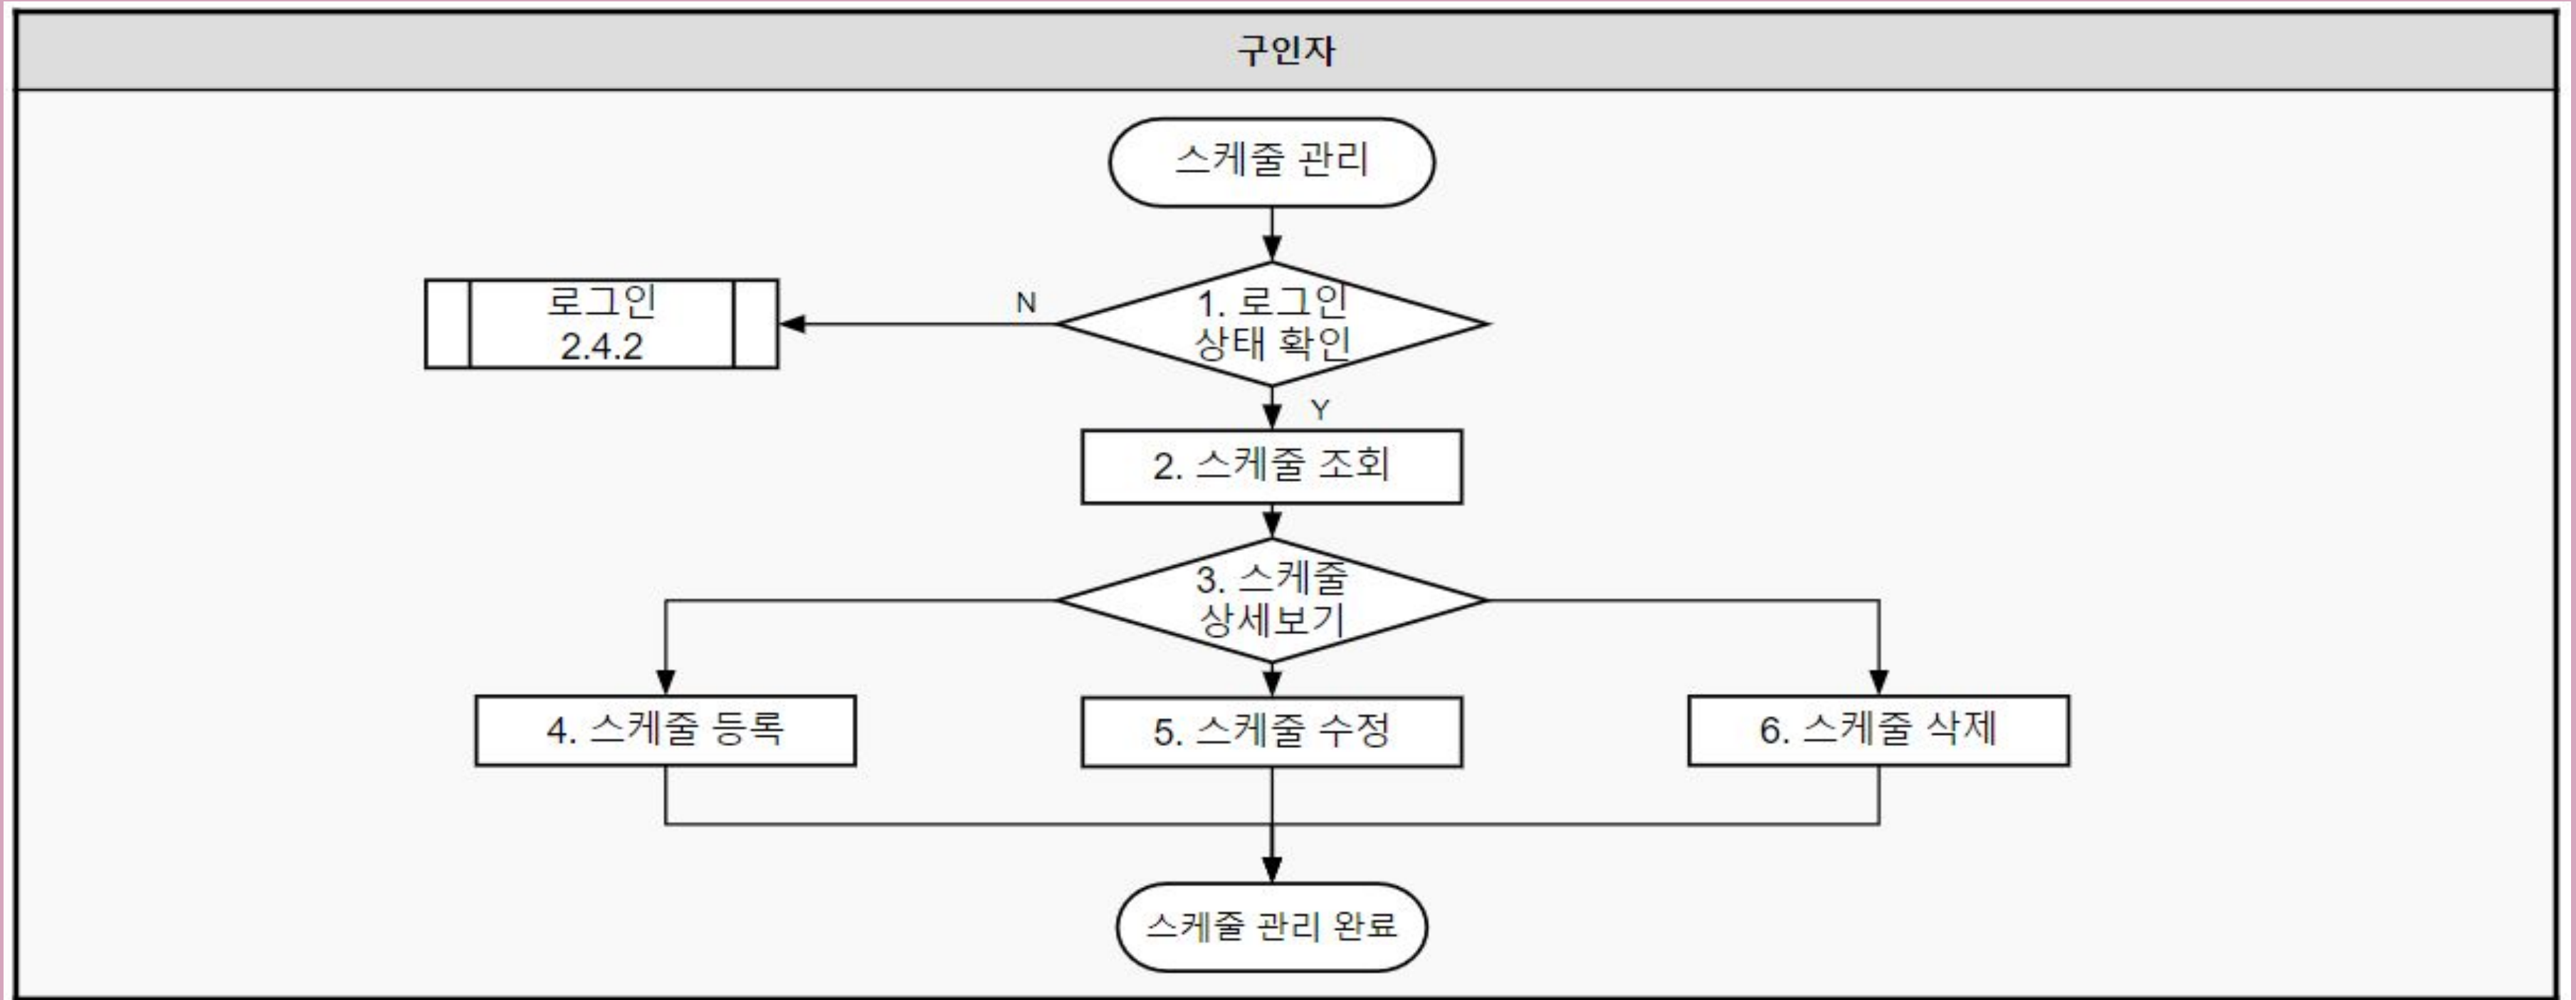 구인자
스케줄 관리
N
1. 로그인
상태 확인
로그인
2.4.2
Y
2. 스케줄 조회
3. 스케줄
상세보기
4. 스케줄 등록
5. 스케줄 수정
6. 스케줄 삭제
스케줄 관리 완료